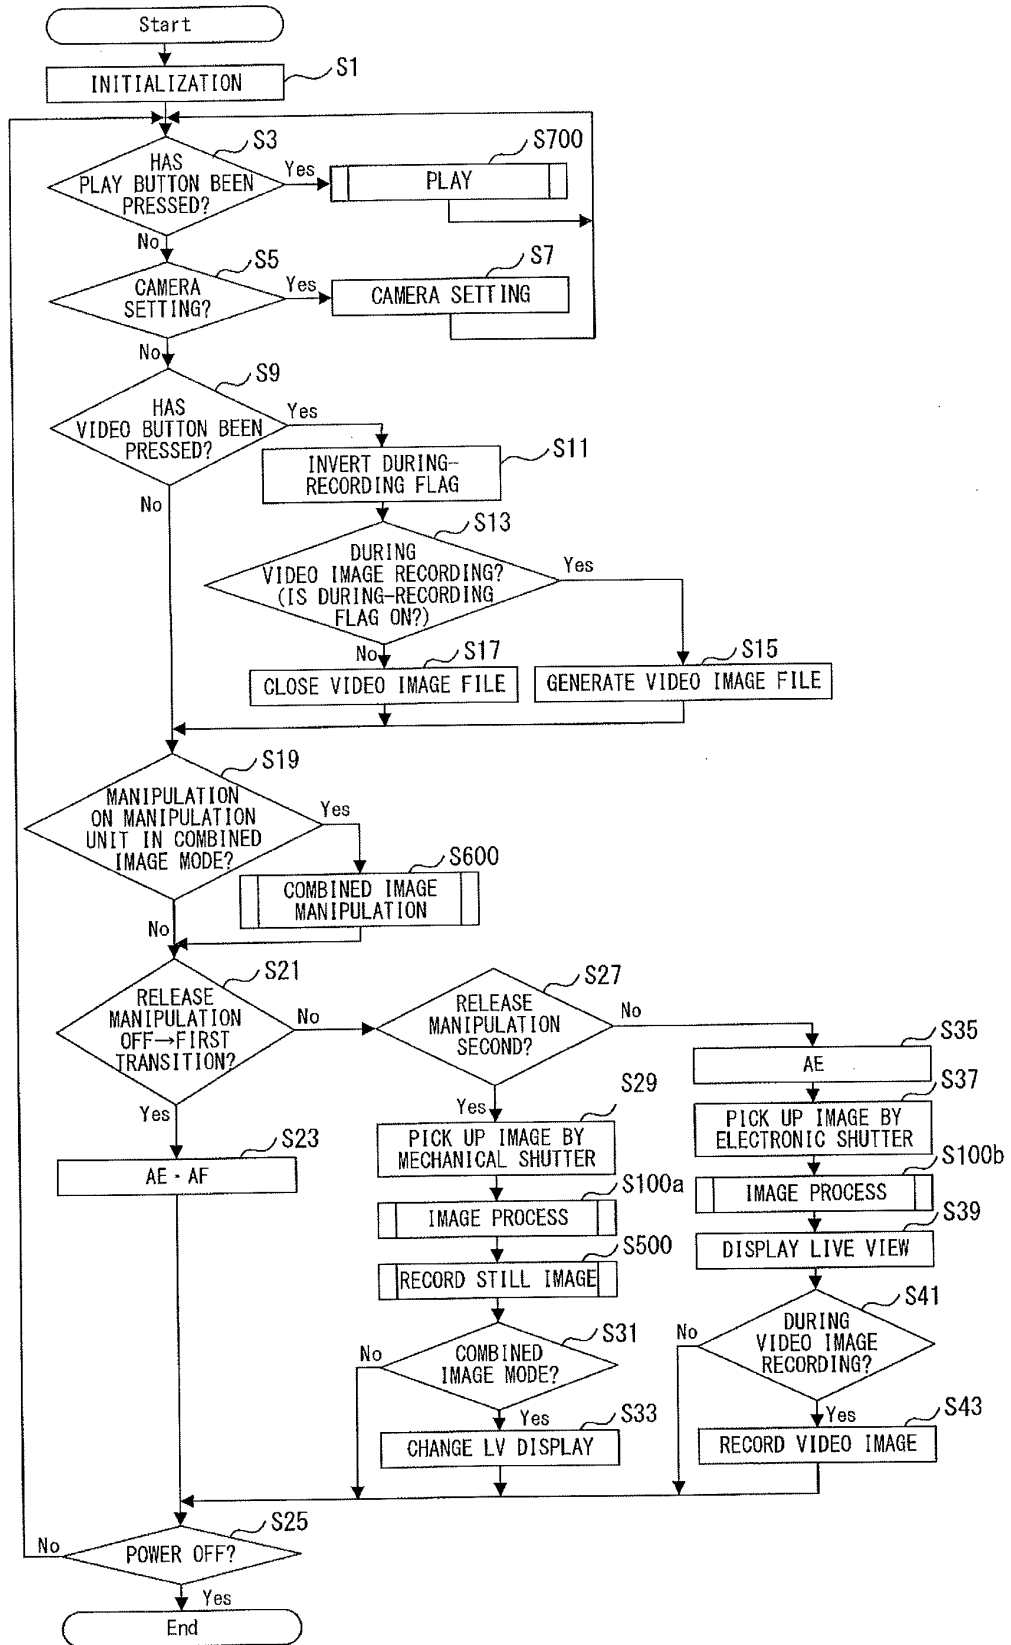 Start
INITIALIZATION
S1
HAS
PLAY BUTTON BEEN
PRESSED?
S3
Yes
No
PLAY
S700
CAMERA
SETTING?
S5
Yes
No
CAMERA SETTING
S7
HAS
VIDEO BUTTON BEEN
PRESSED?
S9
Yes
No
INVERT DURING-
RECORDING FLAG
S11
DURING
VIDEO IMAGE RECORDING?
(IS DURING-RECORDING
FLAG ON?)
S13
Yes
No
CLOSE VIDEO IMAGE FILE
S17
GENERATE VIDEO IMAGE FILE
S15
MANIPULATION
ON MANIPULATION
UNIT IN COMBINED
IMAGE MODE?
S19
Yes
No
COMBINED IMAGE
MANIPULATION
S600
RELEASE
MANIPULATION
OFF→FIRST
TRANSITION?
S21
No
Yes
AE・AF
S23
RELEASE
MANIPULATION
SECOND?
S27
No
Yes
PICK UP IMAGE BY
MECHANICAL SHUTTER
S29
IMAGE PROCESS
S100a
RECORD STILL IMAGE
S500
COMBINED
IMAGE MODE?
S31
No
Yes
CHANGE LV DISPLAY
S33
AE
S35
PICK UP IMAGE BY
ELECTRONIC SHUTTER
S37
IMAGE PROCESS
S100b
DISPLAY LIVE VIEW
S39
DURING
VIDEO IMAGE
RECORDING?
S41
No
Yes
RECORD VIDEO IMAGE
S43
POWER OFF?
S25
No
Yes
End